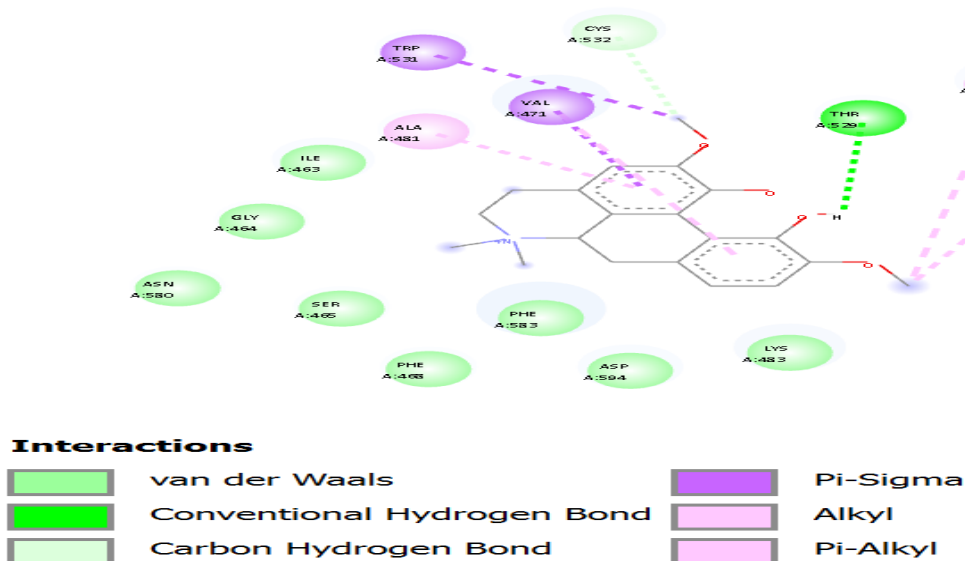 CYS
A:532
TRP
A:531
VAL
A:471
THR
A:529
ALA
A:481
ILE
A:463
GLY
A:464
ASN
A:580
SER
A:465
PHE
A:583
PHE
A:468
ASP
A:594
LYS
A:483
O
O
O
H
O
N
Interactions
van der Waals
Conventional Hydrogen Bond
Carbon Hydrogen Bond
Pi-Sigma
Alkyl
Pi-Alkyl